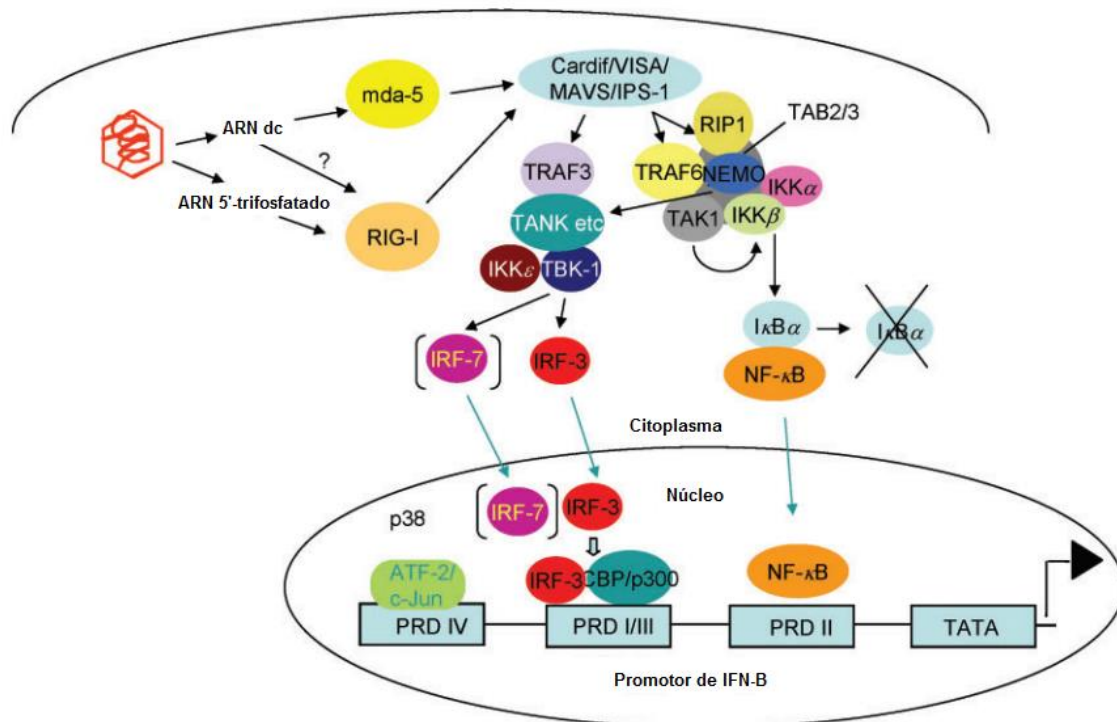 Cardif/VISA/
MAVS/IPS-1
mda-5
RIP1
TAB2/3
ARN dc
?
TRAF3
TRAF6
NEMO
IKKα
ARN 5'-trifosfatado
TANK etc
TAK1
IKKβ
RIG-I
IKKε
TBK-1
IκBα
IκBα
IRF-7
IRF-3
NF-κB
Citoplasma
Núcleo
p38
IRF-7
IRF-3
ATF-2/
c-Jun
IRF-3
CBP/p300
NF-κB
PRD IV
PRD I/III
PRD II
TATA
Promotor de IFN-B